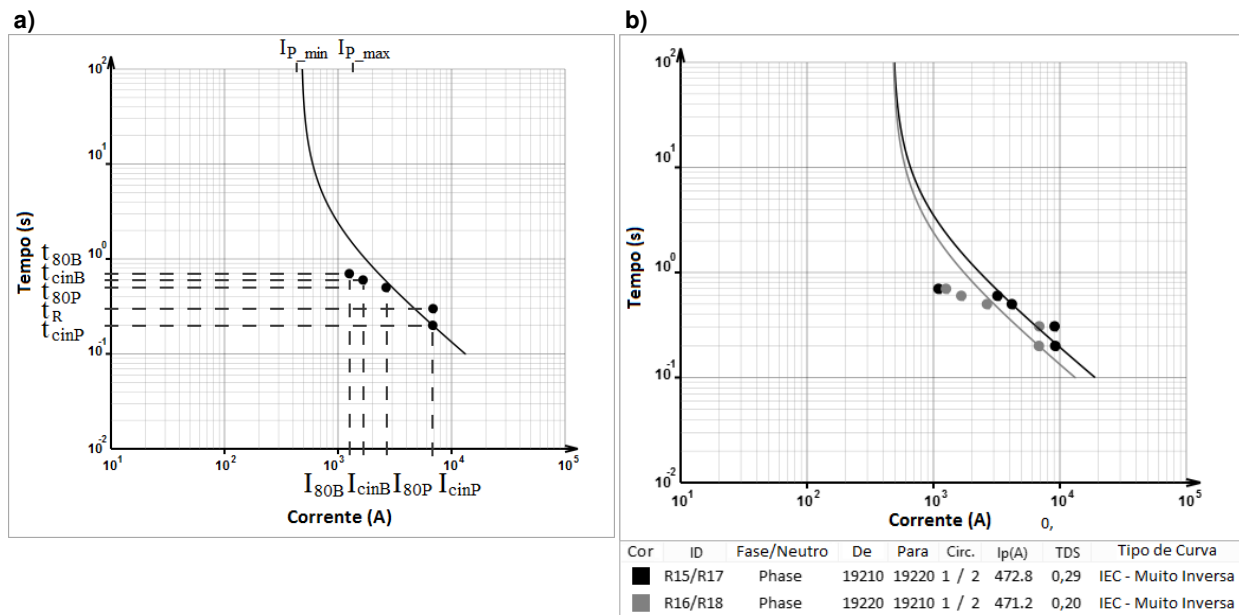 a)
I_P_min I_P_max
10^2
10^1
10^0
10^-1
10^-2
Tempo (s)
t_80B
t_cinB
t_80P
t_R
t_cinP
10^1 10^2 10^3 10^4 10^5
I_80B I_cinB I_80P I_cinP
Corrente (A)
b)
10^2
10^1
10^0
10^-1
10^-2
Tempo (s)
10^1 10^2 10^3 10^4 10^5
Corrente (A) 0,
Cor ID Fase/Neutro De Para Circ. Ip(A) TDS Tipo de Curva
R15/R17 Phase 19210 19220 1 / 2 472.8 0,29 IEC - Muito Inversa
R16/R18 Phase 19220 19210 1 / 2 471.2 0,20 IEC - Muito Inversa